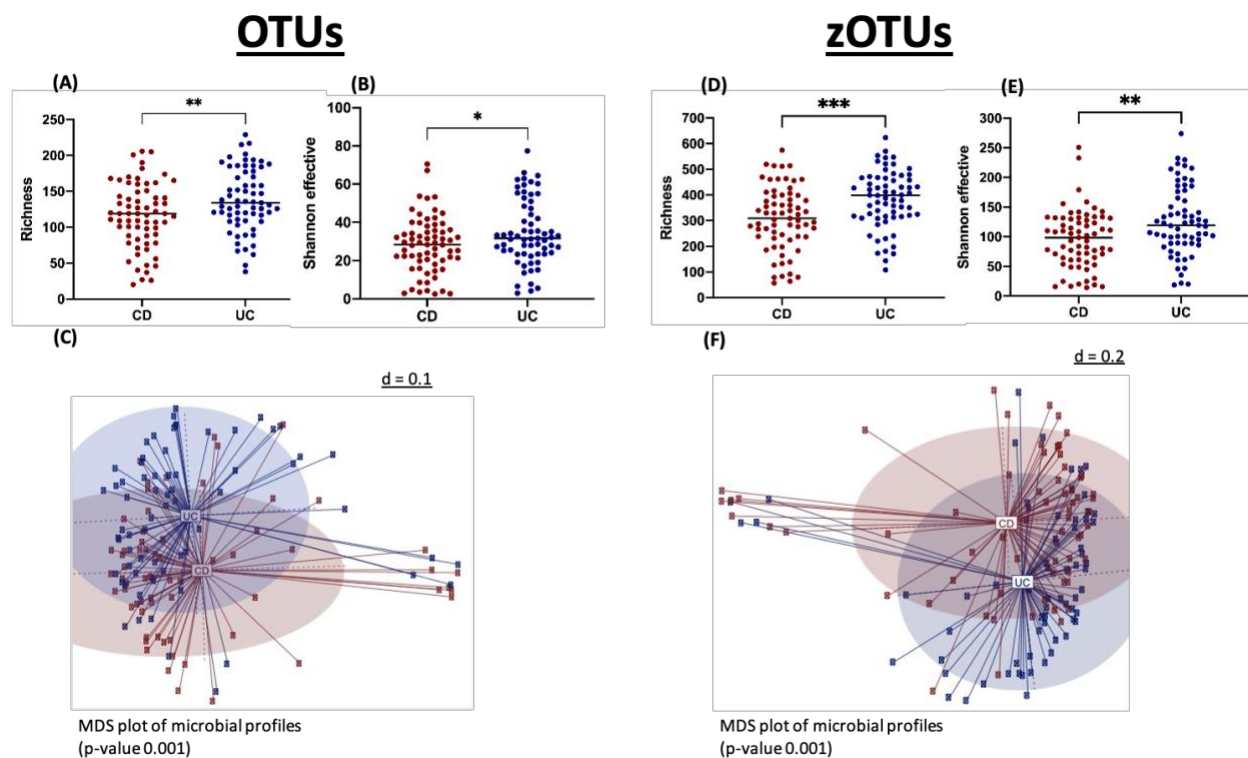 OTUs
zOTUs
(A)
**
250
200
150
100
50
0
Richness
CD
UC
(B)
*
100
80
60
40
20
0
Shannon effective
CD
UC
(D)
***
700
600
500
400
300
200
100
0
Richness
CD
UC
(E)
**
300
250
200
150
100
50
0
Shannon effective
CD
UC
(C)
d = 0.1
UC
CD
MDS plot of microbial profiles
(p-value 0.001)
(F)
d = 0.2
CD
UC
MDS plot of microbial profiles
(p-value 0.001)